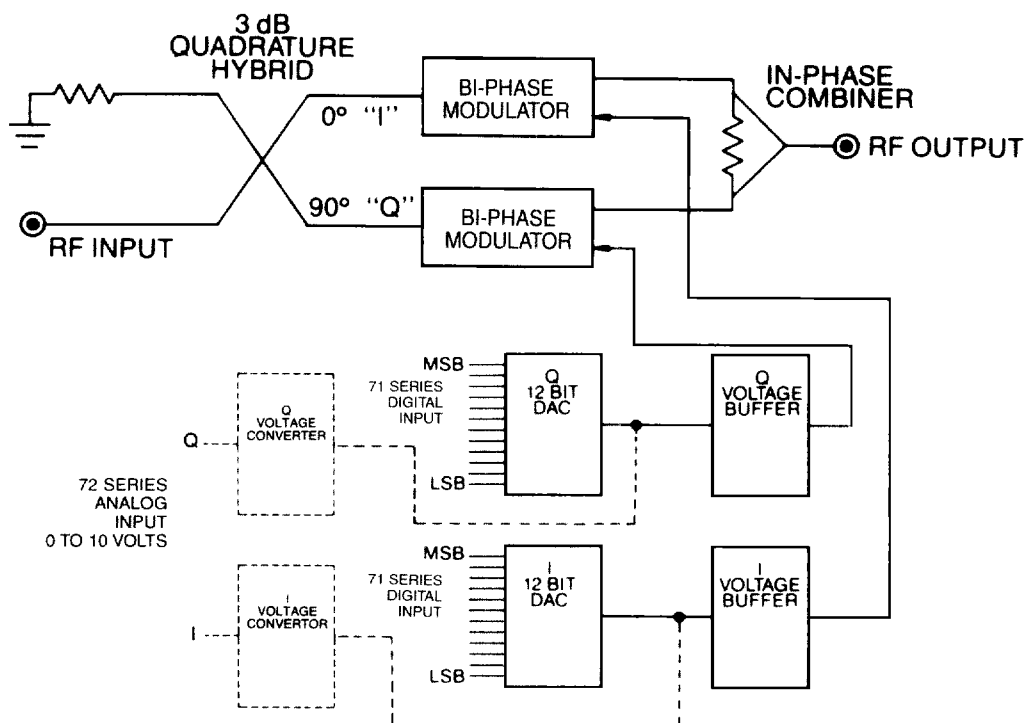 3 dB
QUADRATURE
HYBRID
BI-PHASE
MODULATOR
IN-PHASE
COMBINER
0° "I"
RF OUTPUT
90° "Q"
BI-PHASE
MODULATOR
RF INPUT
MSB
71 SERIES
DIGITAL
INPUT
LSB
Q
12 BIT
DAC
Q
VOLTAGE
BUFFER
Q
VOLTAGE
CONVERTER
Q
72 SERIES
ANALOG
INPUT
0 TO 10 VOLTS
MSB
71 SERIES
DIGITAL
INPUT
LSB
I
12 BIT
DAC
I
VOLTAGE
BUFFER
I
VOLTAGE
CONVERTOR
I